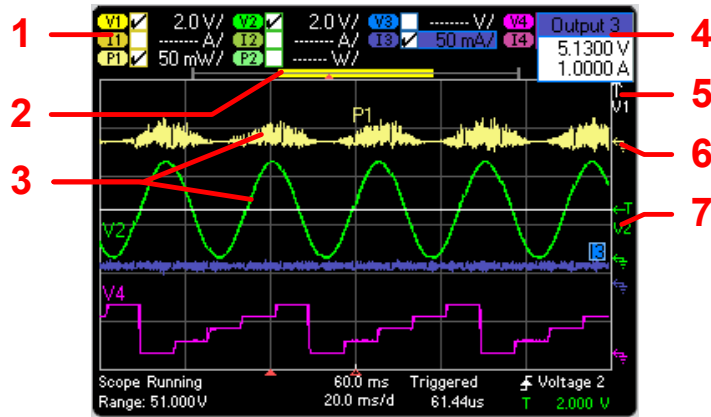 V1 2.0 V/ V2 2.0 V/ V3 ------- V/ V4 Output 3
I1 ------- A/ I2 ------- A/ I3 50 mA/ I4 5.1300 V
P1 50 mW/ P2 ------- W/ 1.0000 A
1
2
3
4
5
6
7
V1
P1
T
V2
V2
I3
V4
Scope Running 60.0 ms Triggered Voltage 2
Range: 51.000V 20.0 ms/d 61.44us T 2.000 V